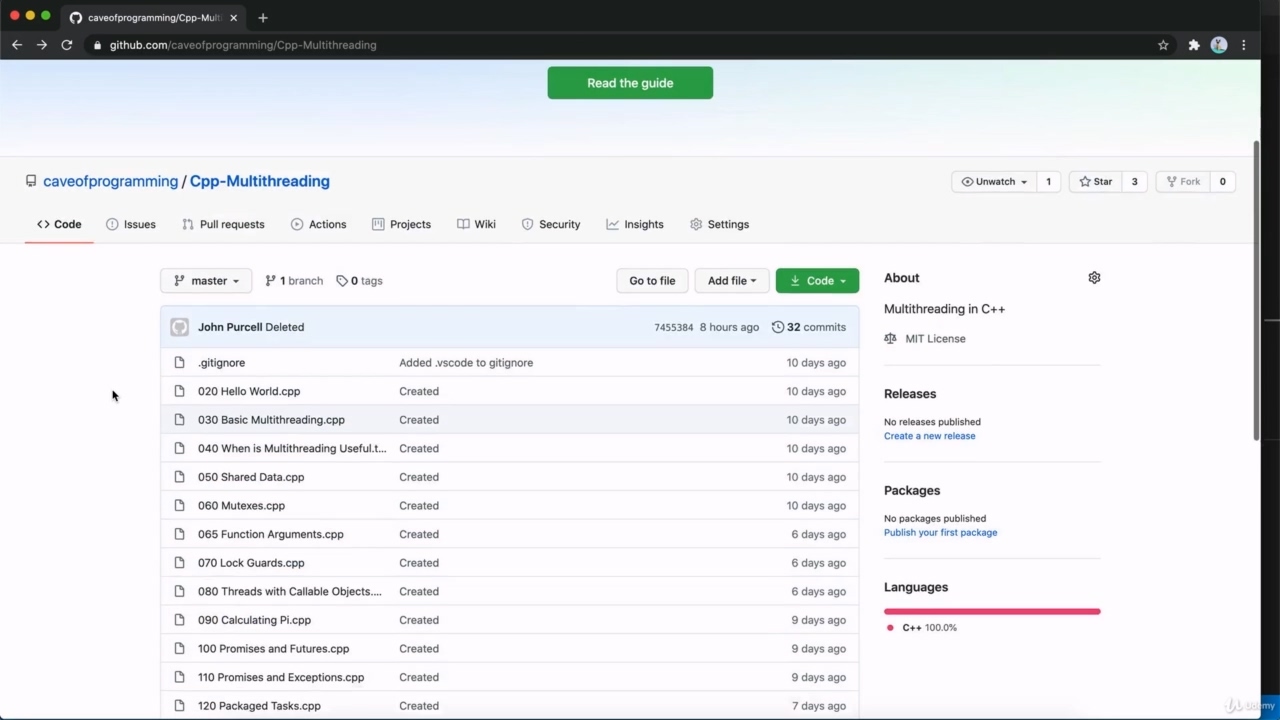 caveofprogramming/Cpp-Mult
github.com/caveofprogramming/Cpp-Multithreading
Read the guide
caveofprogramming / Cpp-Multithreading
Unwatch 1 Star 3 Fork 0
Code Issues Pull requests Actions Projects Wiki Security Insights Settings
master 1 branch 0 tags Go to file Add file Code
John Purcell Deleted 7455384 8 hours ago 32 commits
.gitignore Added .vscode to gitignore 10 days ago
020 Hello World.cpp Created 10 days ago
030 Basic Multithreading.cpp Created 10 days ago
040 When is Multithreading Useful.t... Created 10 days ago
050 Shared Data.cpp Created 10 days ago
060 Mutexes.cpp Created 10 days ago
065 Function Arguments.cpp Created 6 days ago
070 Lock Guards.cpp Created 6 days ago
080 Threads with Callable Objects.... Created 6 days ago
090 Calculating Pi.cpp Created 9 days ago
100 Promises and Futures.cpp Created 9 days ago
110 Promises and Exceptions.cpp Created 9 days ago
120 Packaged Tasks.cpp Created 7 days ago
About
Multithreading in C++
MIT License
Releases
No releases published
Create a new release
Packages
No packages published
Publish your first package
Languages
C++ 100.0%
Udemy